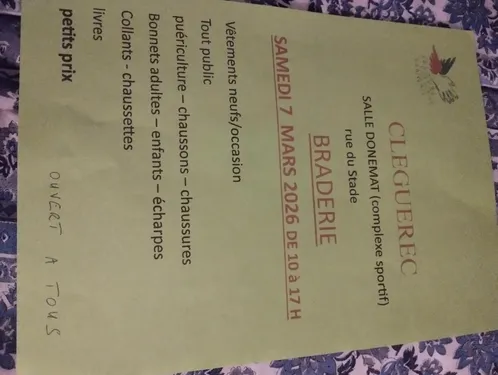 CLEGUEREC
SALLE DONEMAT (complexe sportif)
rue du Stade
BRADERIE
SAMEDI 7 MARS 2026 DE 10 à 17 H
Vêtements neufs/occasion
Tout public
puériculture – chaussons – chaussures
Bonnets adultes – enfants – écharpes
Collants - chaussettes
livres
petits prix
OUVERT A TOUS